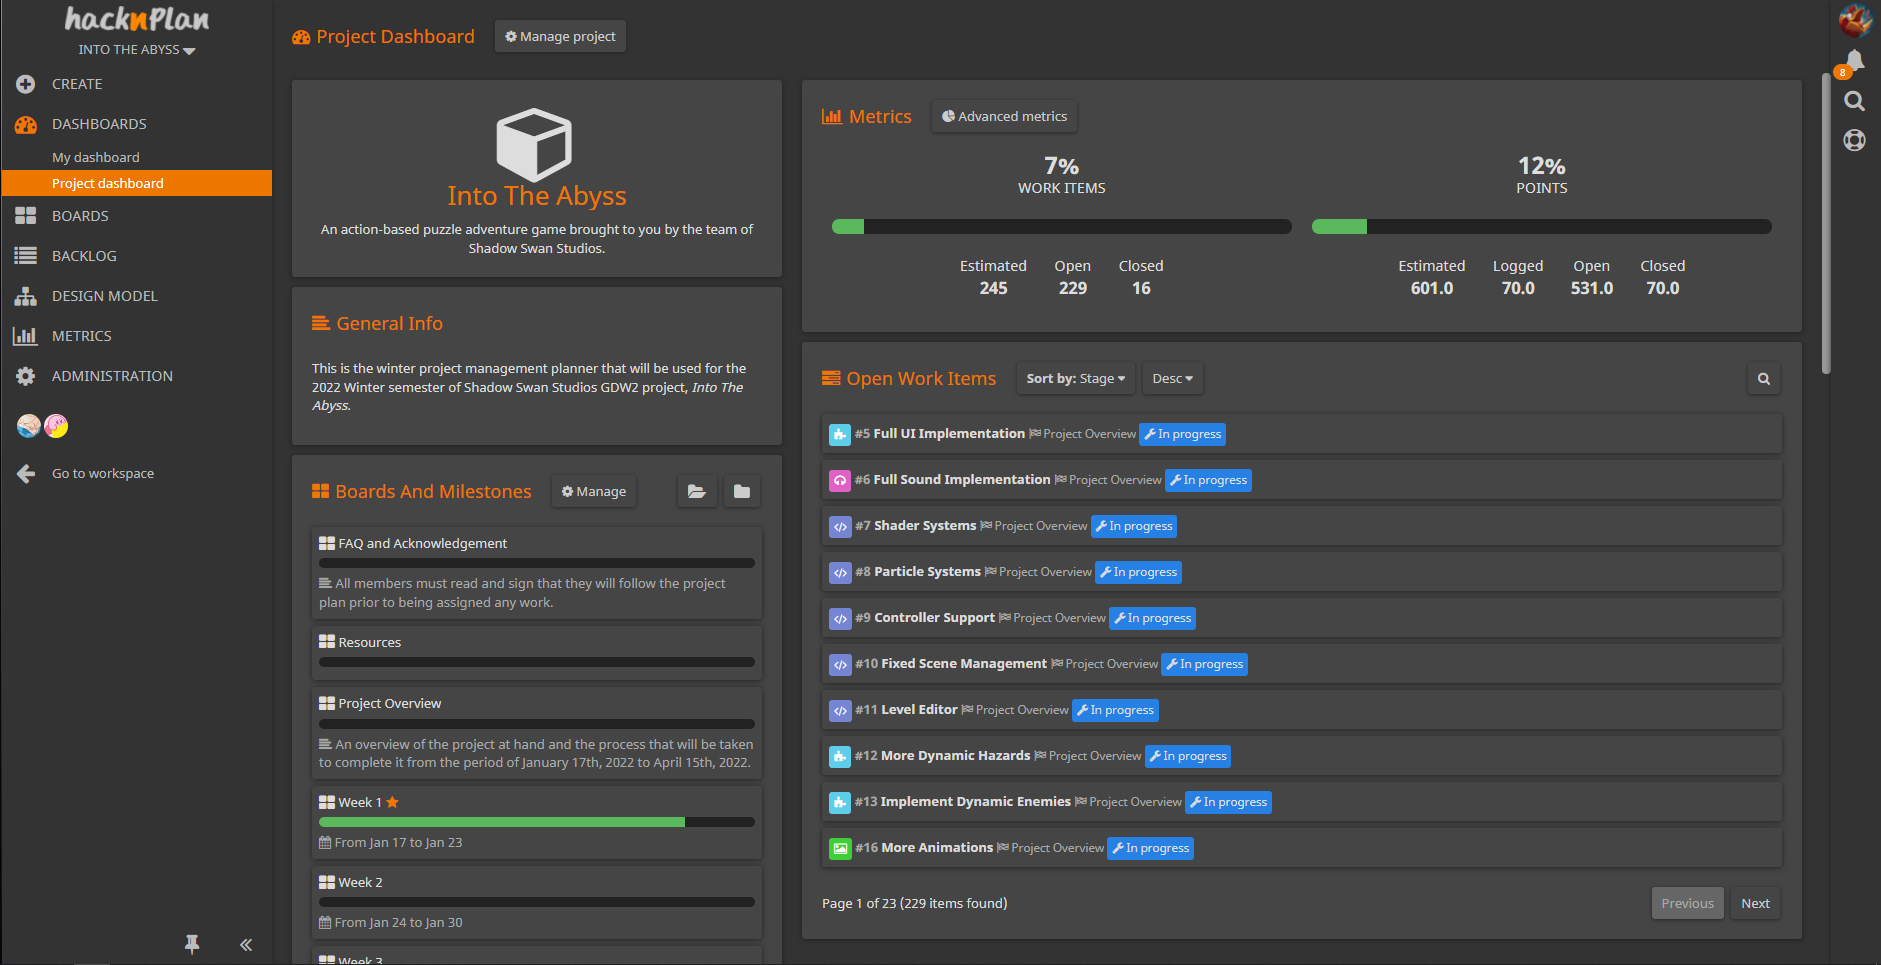 hacknPlan
INTO THE ABYSS
CREATE
DASHBOARDS
My dashboard
Project dashboard
BOARDS
BACKLOG
DESIGN MODEL
METRICS
ADMINISTRATION
Go to workspace
Project Dashboard
Manage project
Into The Abyss
An action-based puzzle adventure game brought to you by the team of
Shadow Swan Studios.
General Info
This is the winter project management planner that will be used for the
2022 Winter semester of Shadow Swan Studios GDW2 project, Into The
Abyss.
Boards And Milestones
Manage
FAQ and Acknowledgement
All members must read and sign that they will follow the project
plan prior to being assigned any work.
Resources
Project Overview
An overview of the project at hand and the process that will be taken
to complete it from the period of January 17th, 2022 to April 15th, 2022.
Week 1
From Jan 17 to Jan 23
Week 2
From Jan 24 to Jan 30
Week 3
Metrics
Advanced metrics
7%
WORK ITEMS
Estimated Open Closed
245 229 16
12%
POINTS
Estimated Logged Open Closed
601.0 70.0 531.0 70.0
Open Work Items
Sort by: Stage
Desc
#5 Full UI Implementation Project Overview In progress
#6 Full Sound Implementation Project Overview In progress
#7 Shader Systems Project Overview In progress
#8 Particle Systems Project Overview In progress
#9 Controller Support Project Overview In progress
#10 Fixed Scene Management Project Overview In progress
#11 Level Editor Project Overview In progress
#12 More Dynamic Hazards Project Overview In progress
#13 Implement Dynamic Enemies Project Overview In progress
#16 More Animations Project Overview In progress
Page 1 of 23 (229 items found)
Previous
Next
8